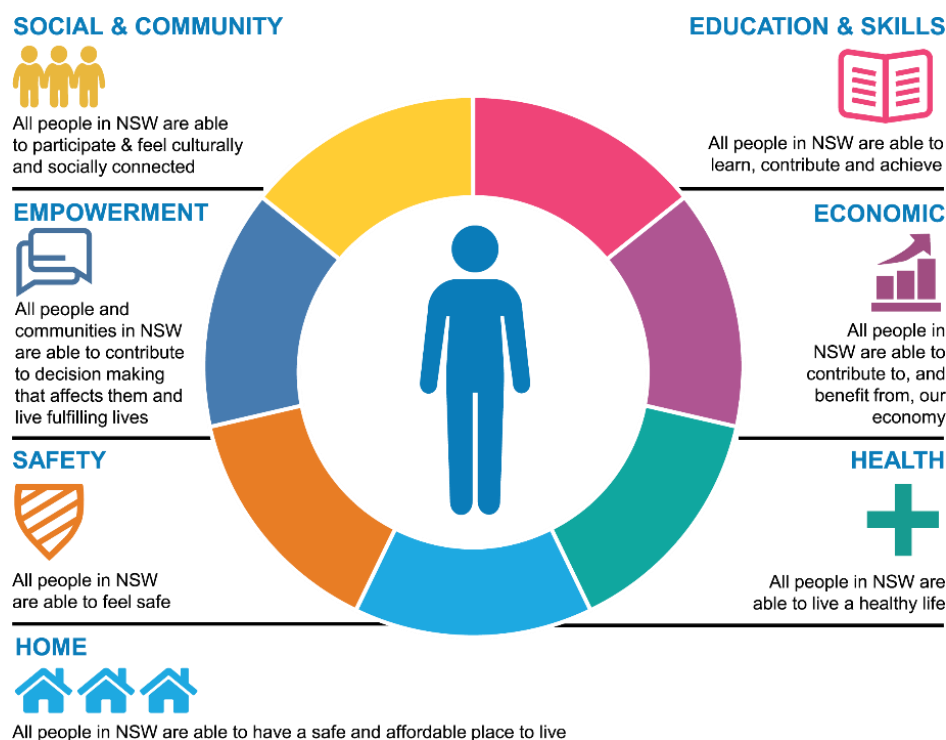 SOCIAL & COMMUNITY
All people in NSW are able
to participate & feel culturally
and socially connected
EDUCATION & SKILLS
All people in NSW are able to
learn, contribute and achieve
EMPOWERMENT
All people and
communities in NSW
are able to contribute
to decision making
that affects them and
live fulfilling lives
ECONOMIC
All people in
NSW are able to
contribute to, and
benefit from, our
economy
SAFETY
All people in NSW
are able to feel safe
HEALTH
All people in NSW are
able to live a healthy life
HOME
All people in NSW are able to have a safe and affordable place to live